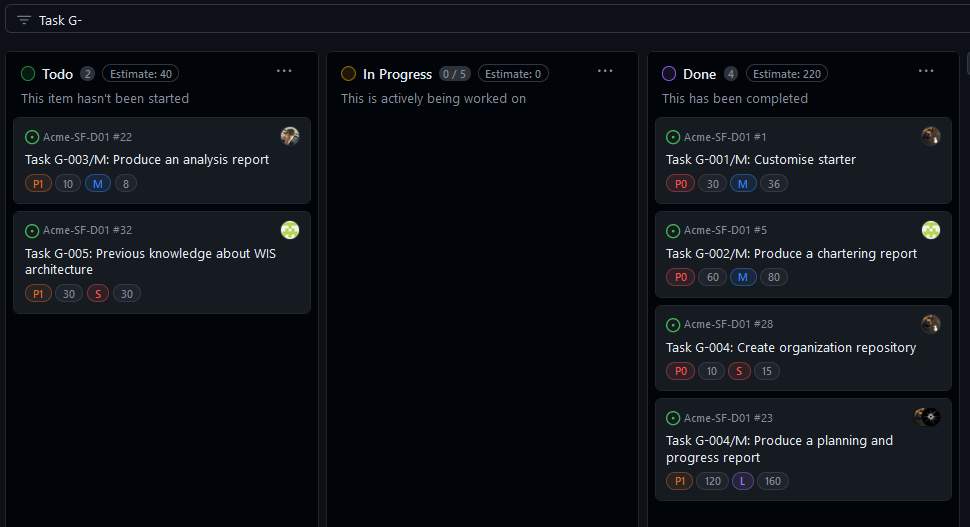 Task G-
Todo 2 Estimate: 40 ...
This item hasn't been started
Acme-SF-D01 #22
Task G-003/M: Produce an analysis report
P1 10 M 8
Acme-SF-D01 #32
Task G-005: Previous knowledge about WIS
architecture
P1 30 S 30
In Progress 0 / 5 Estimate: 0 ...
This is actively being worked on
Done 4 Estimate: 220 ...
This has been completed
Acme-SF-D01 #1
Task G-001/M: Customise starter
P0 30 M 36
Acme-SF-D01 #5
Task G-002/M: Produce a chartering report
P0 60 M 80
Acme-SF-D01 #28
Task G-004: Create organization repository
P0 10 S 15
Acme-SF-D01 #23
Task G-004/M: Produce a planning and
progress report
P1 120 L 160